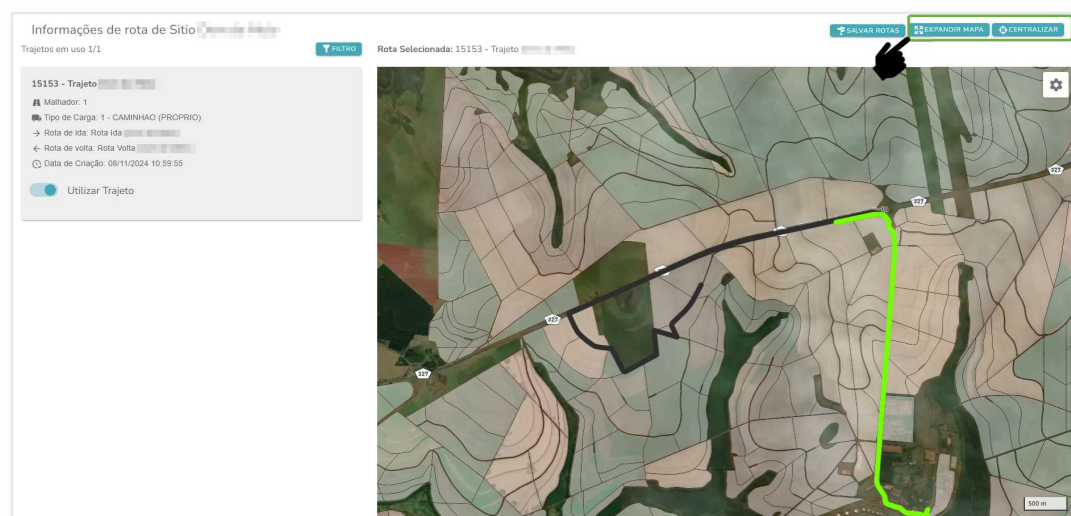 Informações de rota de Sitio
SALVAR ROTAS
EXPANDIR MAPA
CENTRALIZAR
Trajetos em uso 1/1
FILTRO
Rota Selecionada: 15153 - Trajeto
15153 - Trajeto
Malhador: 1
Tipo de Carga: 1 - CAMINHAO (PROPRIO)
Rota de ida: Rota Ida
Rota de volta: Rota Volta
Data de Criação: 08/11/2024 10:59:55
Utilizar Trajeto
327
327
327
327
500 m